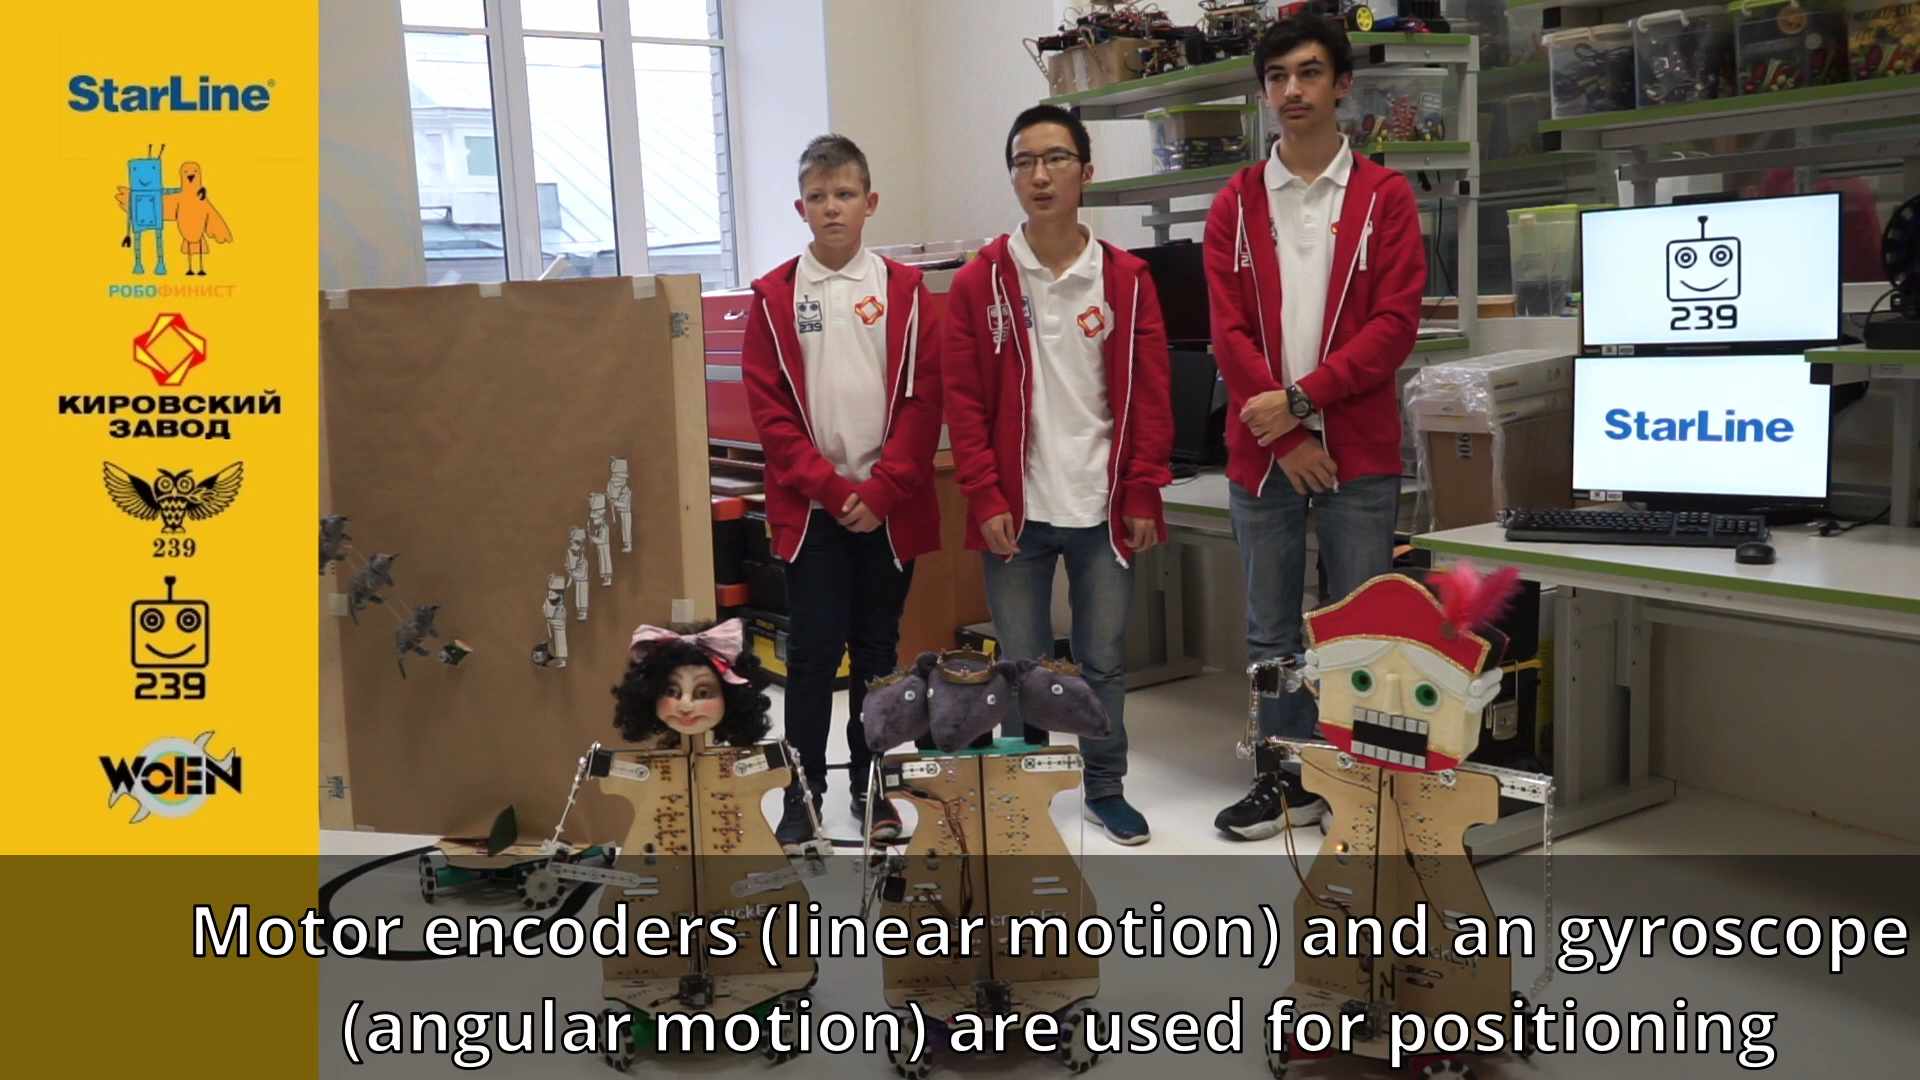 StarLine
РОБОФИНИСТ
КИРОВСКИЙ
ЗАВОД
239
239
WOEN
239
239
StarLine
Motor encoders (linear motion) and an gyroscope
(angular motion) are used for positioning